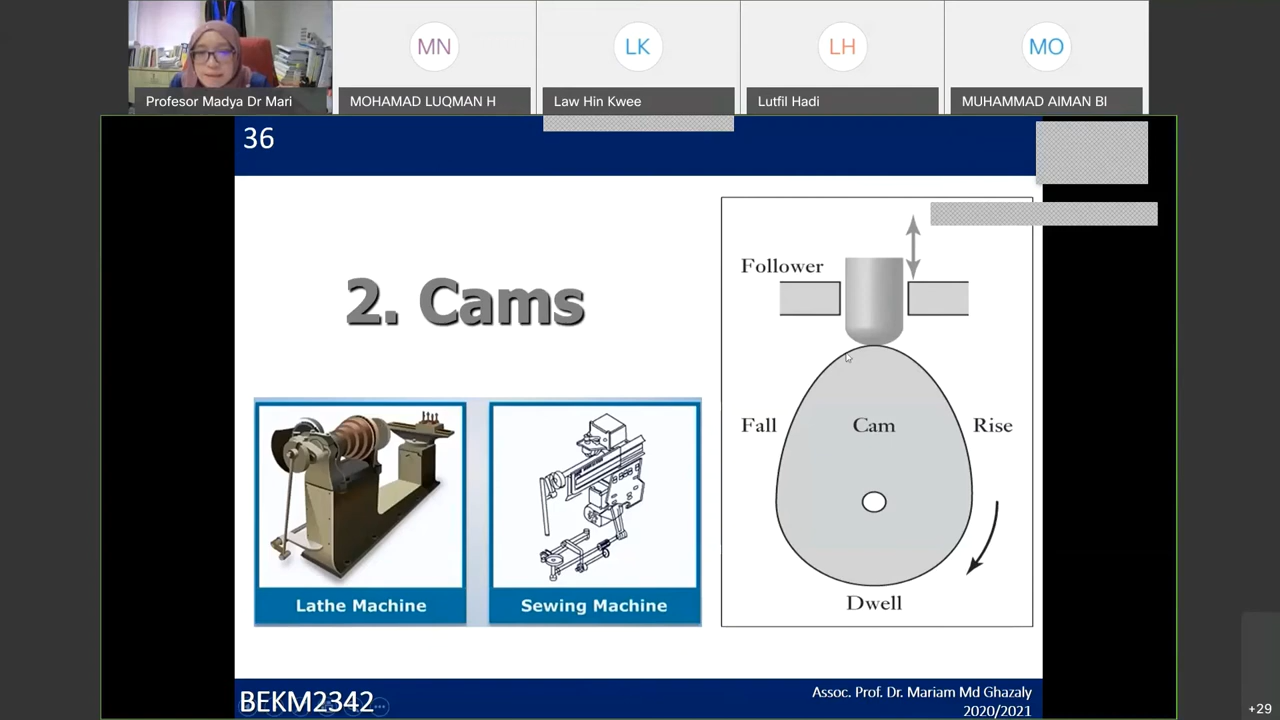 MN
LK
LH
MO
Profesor Madya Dr Mari
MOHAMAD LUQMAN H
Law Hin Kwee
Lutfil Hadi
MUHAMMAD AIMAN BI
36
2. Cams
Follower
Fall
Cam
Rise
Dwell
Lathe Machine
Sewing Machine
BEKM2342
Assoc. Prof. Dr. Mariam Md Ghazaly
2020/2021
+29